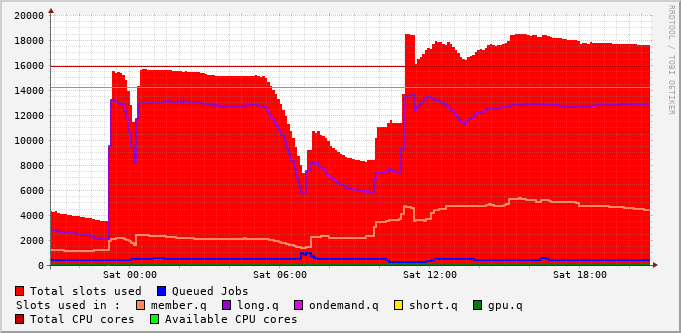 RRDTOOL / TOBI OETIKER
20000
18000
16000
14000
12000
10000
8000
6000
4000
2000
0
Sat 00:00 Sat 06:00 Sat 12:00 Sat 18:00
Total slots used Queued Jobs
Slots used in : member.q long.q ondemand.q short.q gpu.q
Total CPU cores Available CPU cores